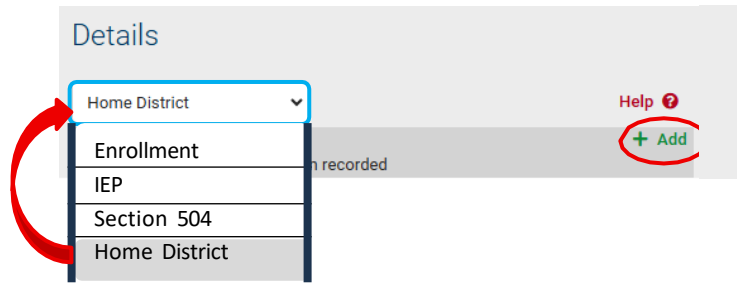 Details
Home District
Help
+ Add
Enrollment
recorded
IEP
Section 504
Home District